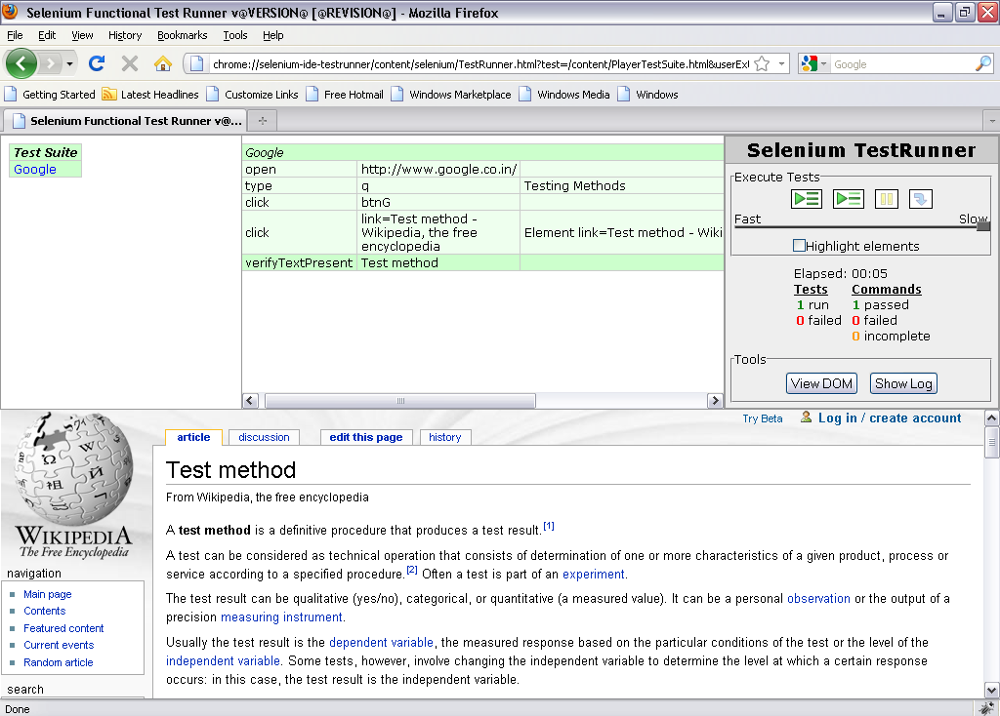 Selenium Functional Test Runner v@VERSION@ [@REVISION@] - Mozilla Firefox
File Edit View History Bookmarks Tools Help
chrome://selenium-ide-testrunner/content/selenium/TestRunner.html?test=/content/PlayerTestSuite.html&userExt
Google
Getting Started Latest Headlines Customize Links Free Hotmail Windows Marketplace Windows Media Windows
Selenium Functional Test Runner v@...
Test Suite
Google
Google
open http://www.google.co.in/
type q Testing Methods
click btnG
click link=Test method - Wikipedia, the free encyclopedia Element link=Test method - Wiki
verifyTextPresent Test method
Selenium TestRunner
Execute Tests
Fast Slow
Highlight elements
Elapsed: 00:05
Tests Commands
1 run 1 passed
0 failed 0 failed
0 incomplete
Tools
View DOM Show Log
Try Beta Log in / create account
article discussion edit this page history
WIKIPEDIA
The Free Encyclopedia
navigation
Main page
Contents
Featured content
Current events
Random article
search
Test method
From Wikipedia, the free encyclopedia
A test method is a definitive procedure that produces a test result.[1]
A test can be considered as technical operation that consists of determination of one or more characteristics of a given product, process or
service according to a specified procedure.[2] Often a test is part of an experiment.
The test result can be qualitative (yes/no), categorical, or quantitative (a measured value). It can be a personal observation or the output of a
precision measuring instrument.
Usually the test result is the dependent variable, the measured response based on the particular conditions of the test or the level of the
independent variable. Some tests, however, involve changing the independent variable to determine the level at which a certain response
occurs: in this case, the test result is the independent variable.
Done